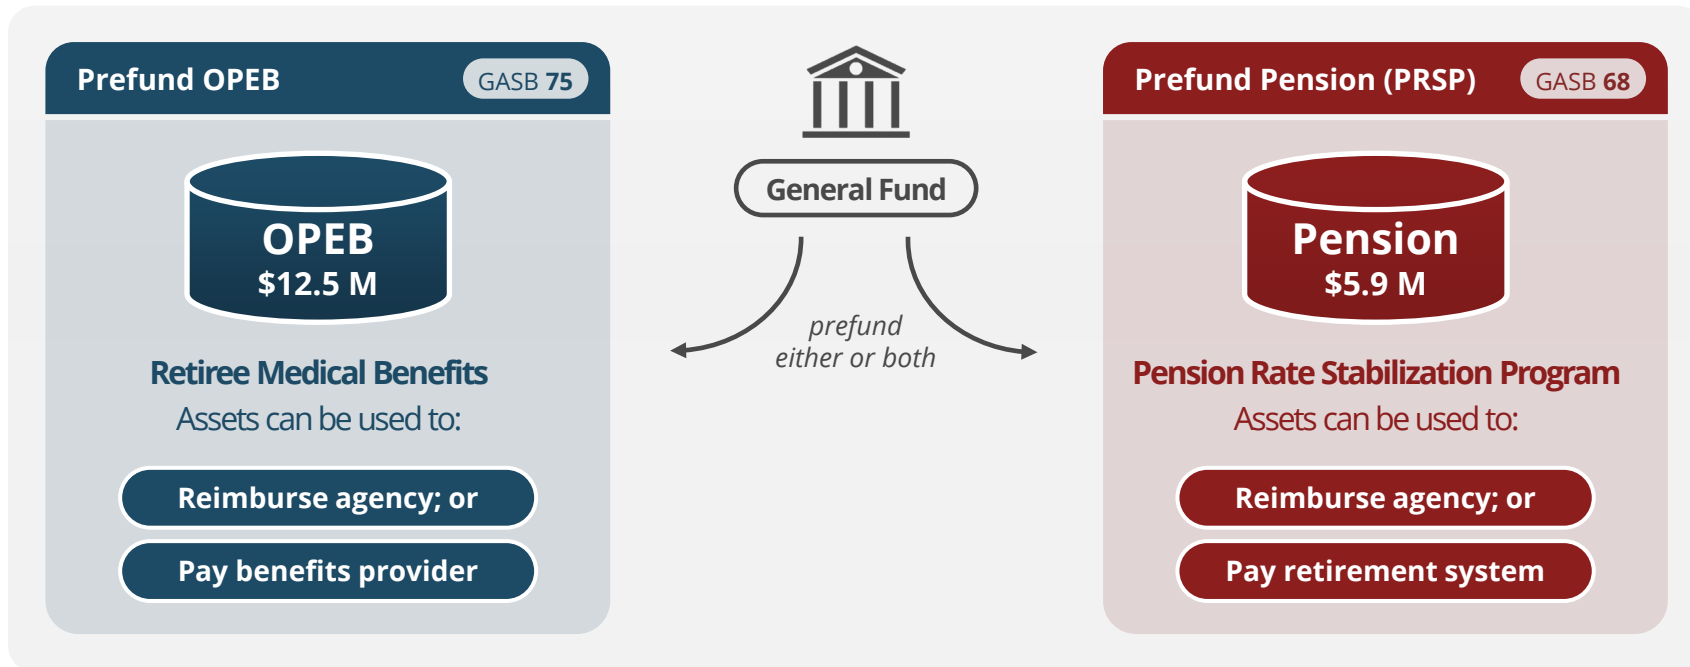 Prefund OPEB
GASB 75
OPEB
$12.5 M
Retiree Medical Benefits
Assets can be used to:
Reimburse agency; or
Pay benefits provider
General Fund
prefund
either or both
Prefund Pension (PRSP)
GASB 68
Pension
$5.9 M
Pension Rate Stabilization Program
Assets can be used to:
Reimburse agency; or
Pay retirement system